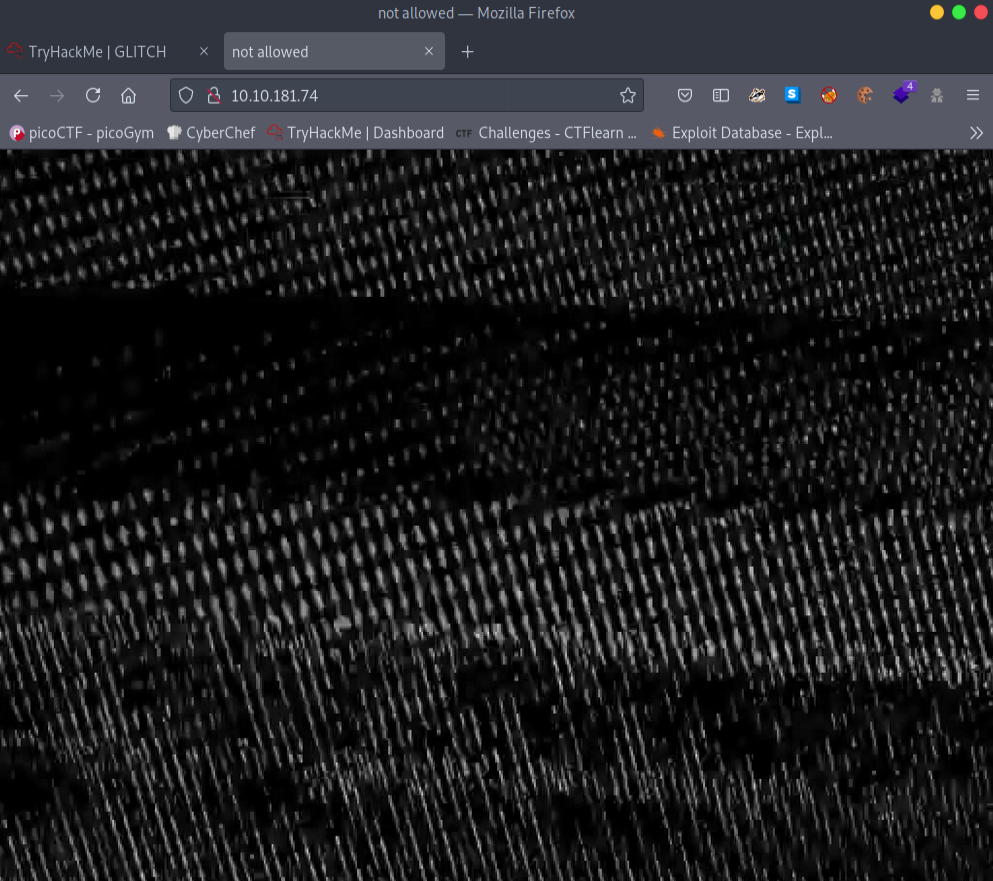 not allowed — Mozilla Firefox
TryHackMe | GLITCH
not allowed
10.10.181.74
4
S
P picoCTF - picoGym
CyberChef
TryHackMe | Dashboard
CTF Challenges - CTFlearn ...
Exploit Database - Expl...